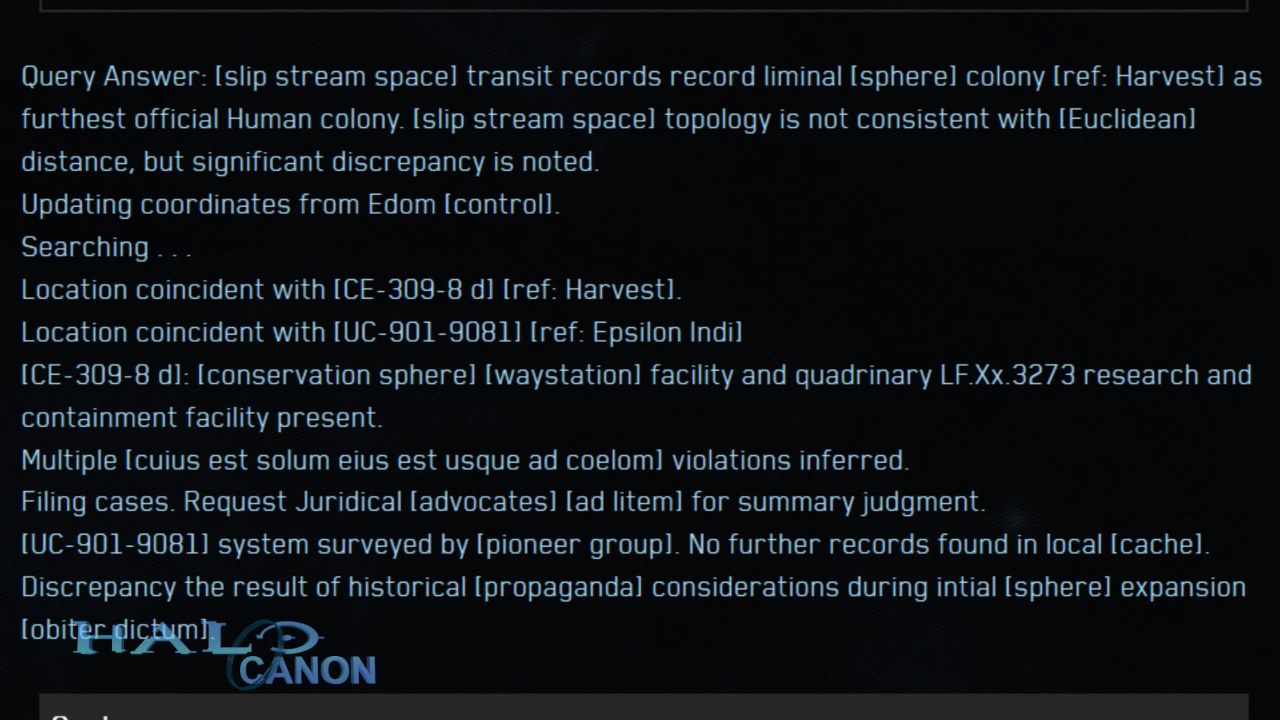 Query Answer: [slip stream space] transit records record liminal [sphere] colony [ref: Harvest] as
furthest official Human colony. [slip stream space] topology is not consistent with [Euclidean]
distance, but significant discrepancy is noted.
Updating coordinates from Edom [control].
Searching . . .
Location coincident with [CE-309-8 d] [ref: Harvest].
Location coincident with [UC-901-9081] [ref: Epsilon Indi]
[CE-309-8 d]: [conservation sphere] [waystation] facility and quadrinary LF.Xx.3273 research and
containment facility present.
Multiple [cuius est solum eius est usque ad coelom] violations inferred.
Filing cases. Request Juridical [advocates] [ad litem] for summary judgment.
[UC-901-9081] system surveyed by [pioneer group]. No further records found in local [cache].
Discrepancy the result of historical [propaganda] considerations during intial [sphere] expansion
[obiter dictum].
HALO
CANON